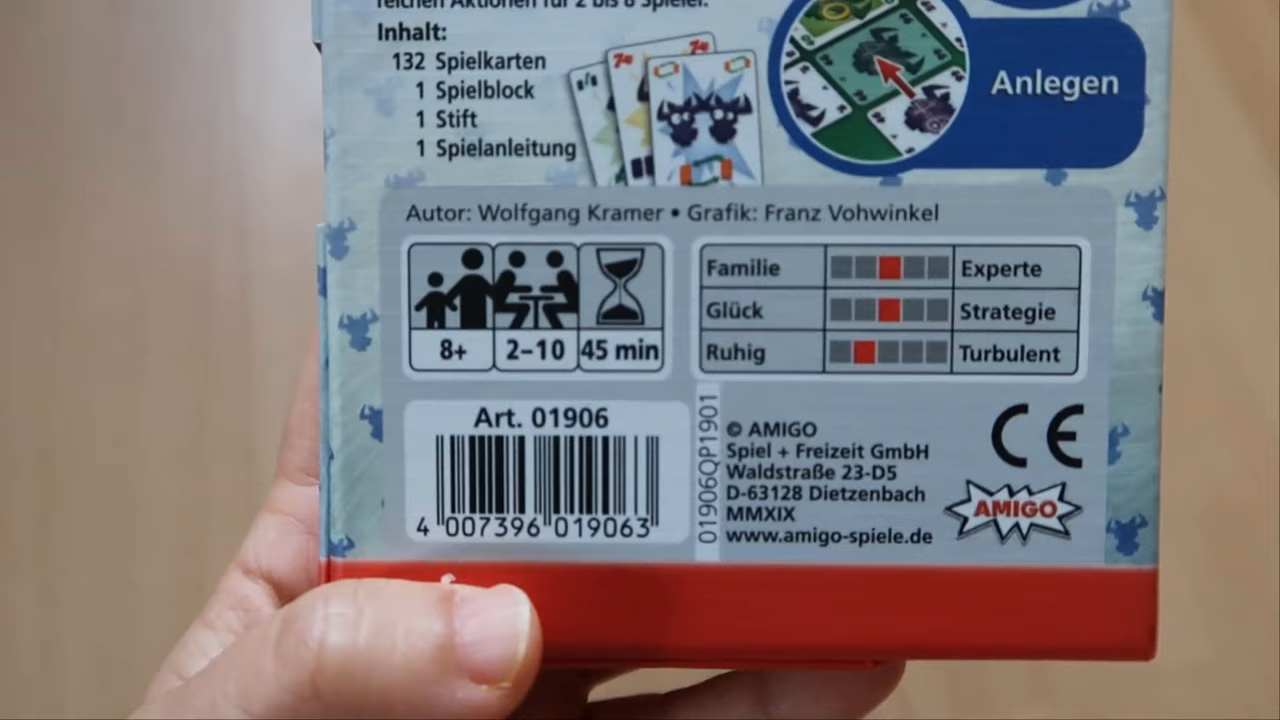 reichen Aktionen für 2 bis 8 Spieler.
Inhalt:
132 Spielkarten
1 Spielblock
1 Stift
1 Spielanleitung
Anlegen
Autor: Wolfgang Kramer • Grafik: Franz Vohwinkel
8+ 2–10 45 min
Familie Experte
Glück Strategie
Ruhig Turbulent
Art. 01906
4 007396 019063
01906QP1901
© AMIGO
Spiel + Freizeit GmbH
Waldstraße 23-D5
D-63128 Dietzenbach
MMXIX
www.amigo-spiele.de
CE
AMIGO